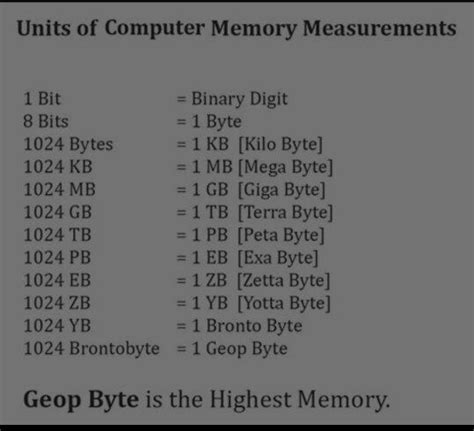 Units of Computer Memory Measurements
1 Bit = Binary Digit
8 Bits = 1 Byte
1024 Bytes = 1 KB [Kilo Byte]
1024 KB = 1 MB [Mega Byte]
1024 MB = 1 GB [Giga Byte]
1024 GB = 1 TB [Terra Byte]
1024 TB = 1 PB [Peta Byte]
1024 PB = 1 EB [Exa Byte]
1024 EB = 1 ZB [Zetta Byte]
1024 ZB = 1 YB [Yotta Byte]
1024 YB = 1 Bronto Byte
1024 Brontobyte = 1 Geop Byte
Geop Byte is the Highest Memory.